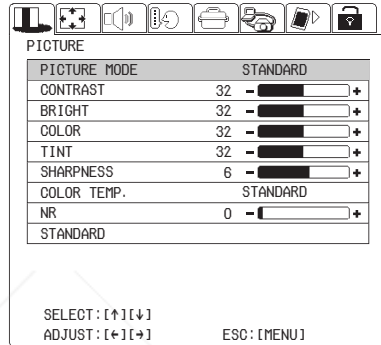 PICTURE
PICTURE MODE STANDARD
CONTRAST 32 - +
BRIGHT 32 - +
COLOR 32 - +
TINT 32 - +
SHARPNESS 6 - +
COLOR TEMP. STANDARD
NR 0 - +
STANDARD
SELECT:[↑][↓]
ADJUST:[←][→] ESC:[MENU]